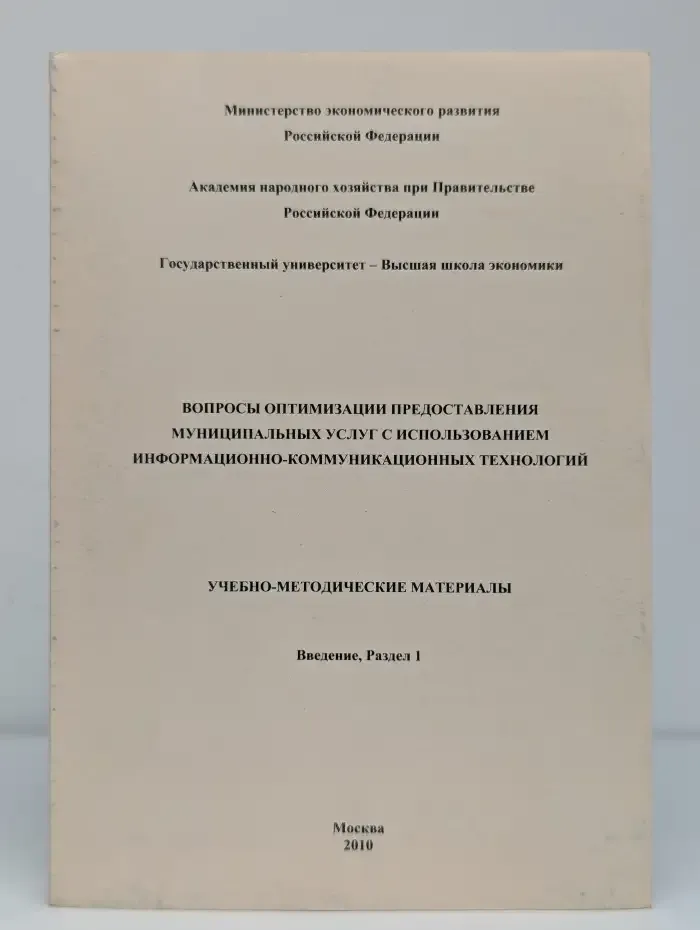 Министерство экономического развития
Российской Федерации
Академия народного хозяйства при Правительстве
Российской Федерации
Государственный университет – Высшая школа экономики
ВОПРОСЫ ОПТИМИЗАЦИИ ПРЕДОСТАВЛЕНИЯ
МУНИЦИПАЛЬНЫХ УСЛУГ С ИСПОЛЬЗОВАНИЕМ
ИНФОРМАЦИОННО-КОММУНИКАЦИОННЫХ ТЕХНОЛОГИЙ
УЧЕБНО-МЕТОДИЧЕСКИЕ МАТЕРИАЛЫ
Введение, Раздел 1
Москва
2010